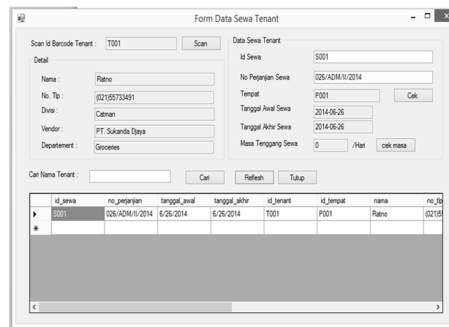 Form Data Sewa Tenant
Scan Id Barcode Tenant : T001 Scan
Detail
Nama : Ratno
No. Tlp : (021)55733491
Divisi : Catman
Vendor : PT. Sukanda Djaya
Departement : Groceries
Data Sewa Tenant
Id Sewa S001
No Perjanjian Sewa 026/ADM/II/2014
Tempat P001 Cek
Tanggal Awal Sewa 2014-06-26
Tanggal Akhir Sewa 2014-06-26
Masa Tenggang Sewa 0 /Hari cek masa
Cari Nama Tenant : Cari Reflesh Tutup
id_sewa no_perjanjian tanggal_awal tanggal_akhir id_tenant id_tempat nama no_tlp
S001 026/ADM/II/2014 6/26/2014 6/26/2014 T001 P001 Ratno (021)5